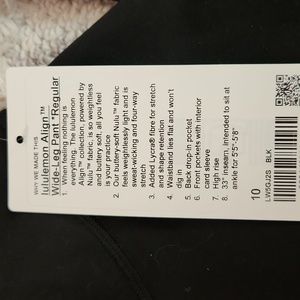 WHY WE MADE THIS
lululemon Align™
Wide-Leg Pant *Regular
1. When feeling nothing is
everything. The lululemon
Align™ collection, powered by
Nulu™ fabric, is so weightless
and buttery soft, all you feel
is your practice
2. Our buttery-soft Nulu™ fabric
feels weightlessly light and is
sweat-wicking and four-way
stretch
3. Added Lycra® fibre for stretch
and shape retention
4. Waistband lies flat and won't
dig in
5. Back drop-in pocket
6. Front pockets with interior
card sleeve
7. High rise
8. 33" inseam, intended to sit at
ankle for 5'5"-5'8"
10
LW5GJ2S BLK